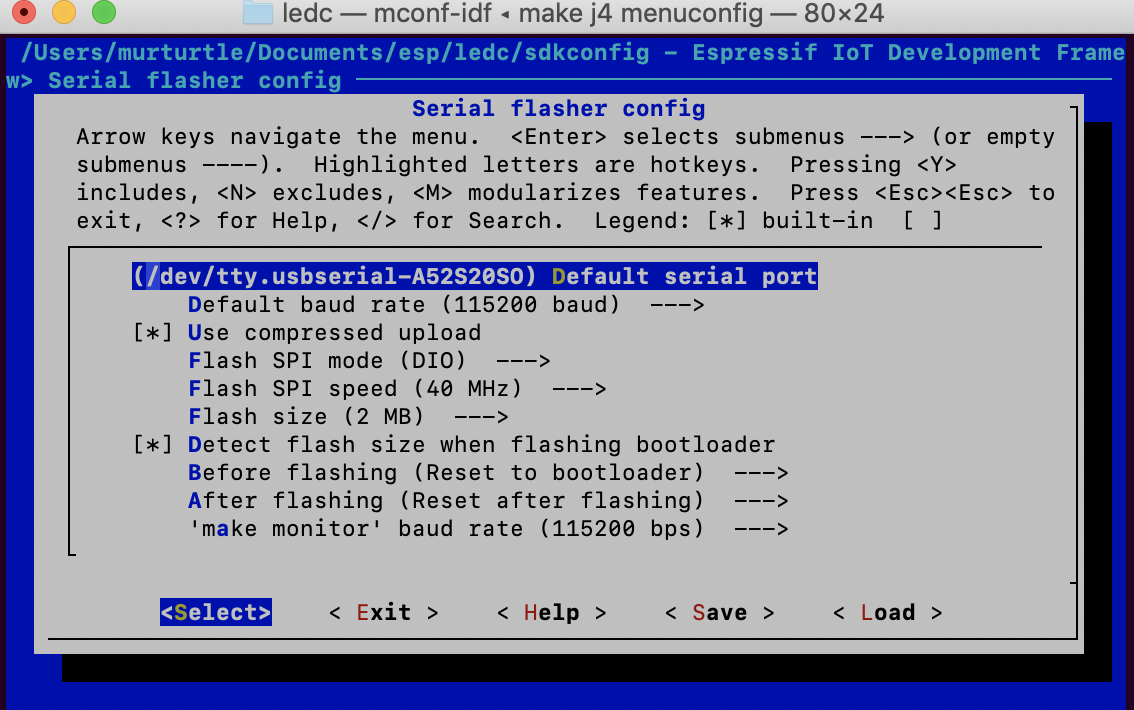 ledc — mconf-idf ◂ make j4 menuconfig — 80×24
/Users/murturtle/Documents/esp/ledc/sdkconfig - Espressif IoT Development Frame
w> Serial flasher config
Serial flasher config
Arrow keys navigate the menu.  <Enter> selects submenus ---> (or empty
submenus ----).  Highlighted letters are hotkeys.  Pressing <Y>
includes, <N> excludes, <M> modularizes features.  Press <Esc><Esc> to
exit, <?> for Help, </> for Search.  Legend: [*] built-in  [ ]
(/dev/tty.usbserial-A52S20SO) Default serial port
Default baud rate (115200 baud)  --->
[*] Use compressed upload
Flash SPI mode (DIO)  --->
Flash SPI speed (40 MHz)  --->
Flash size (2 MB)  --->
[*] Detect flash size when flashing bootloader
Before flashing (Reset to bootloader)  --->
After flashing (Reset after flashing)  --->
'make monitor' baud rate (115200 bps)  --->
<Select>    < Exit >    < Help >    < Save >    < Load >